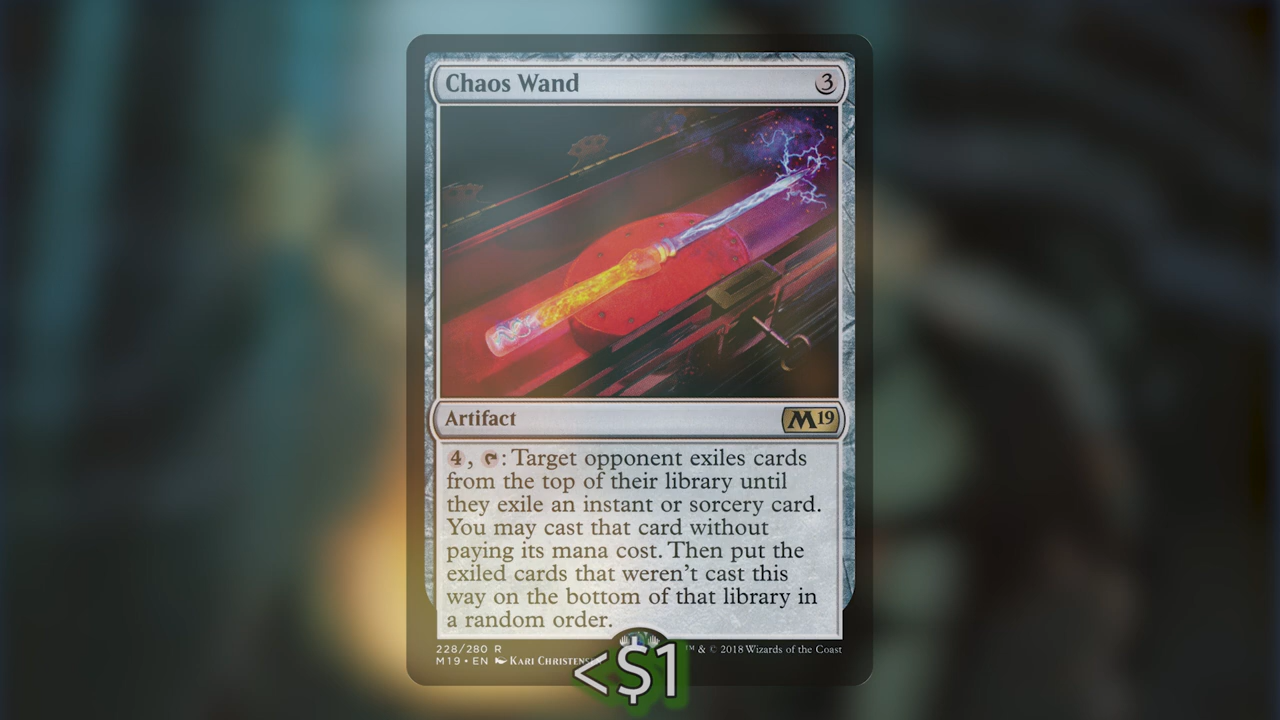 Chaos Wand 3
Artifact M19
4, : Target opponent exiles cards
from the top of their library until
they exile an instant or sorcery card.
You may cast that card without
paying its mana cost. Then put the
exiled cards that weren't cast this
way on the bottom of that library in
a random order.
228/280 R
M19 • EN KARI CHRISTENSEN ™ & © 2018 Wizards of the Coast
<$1